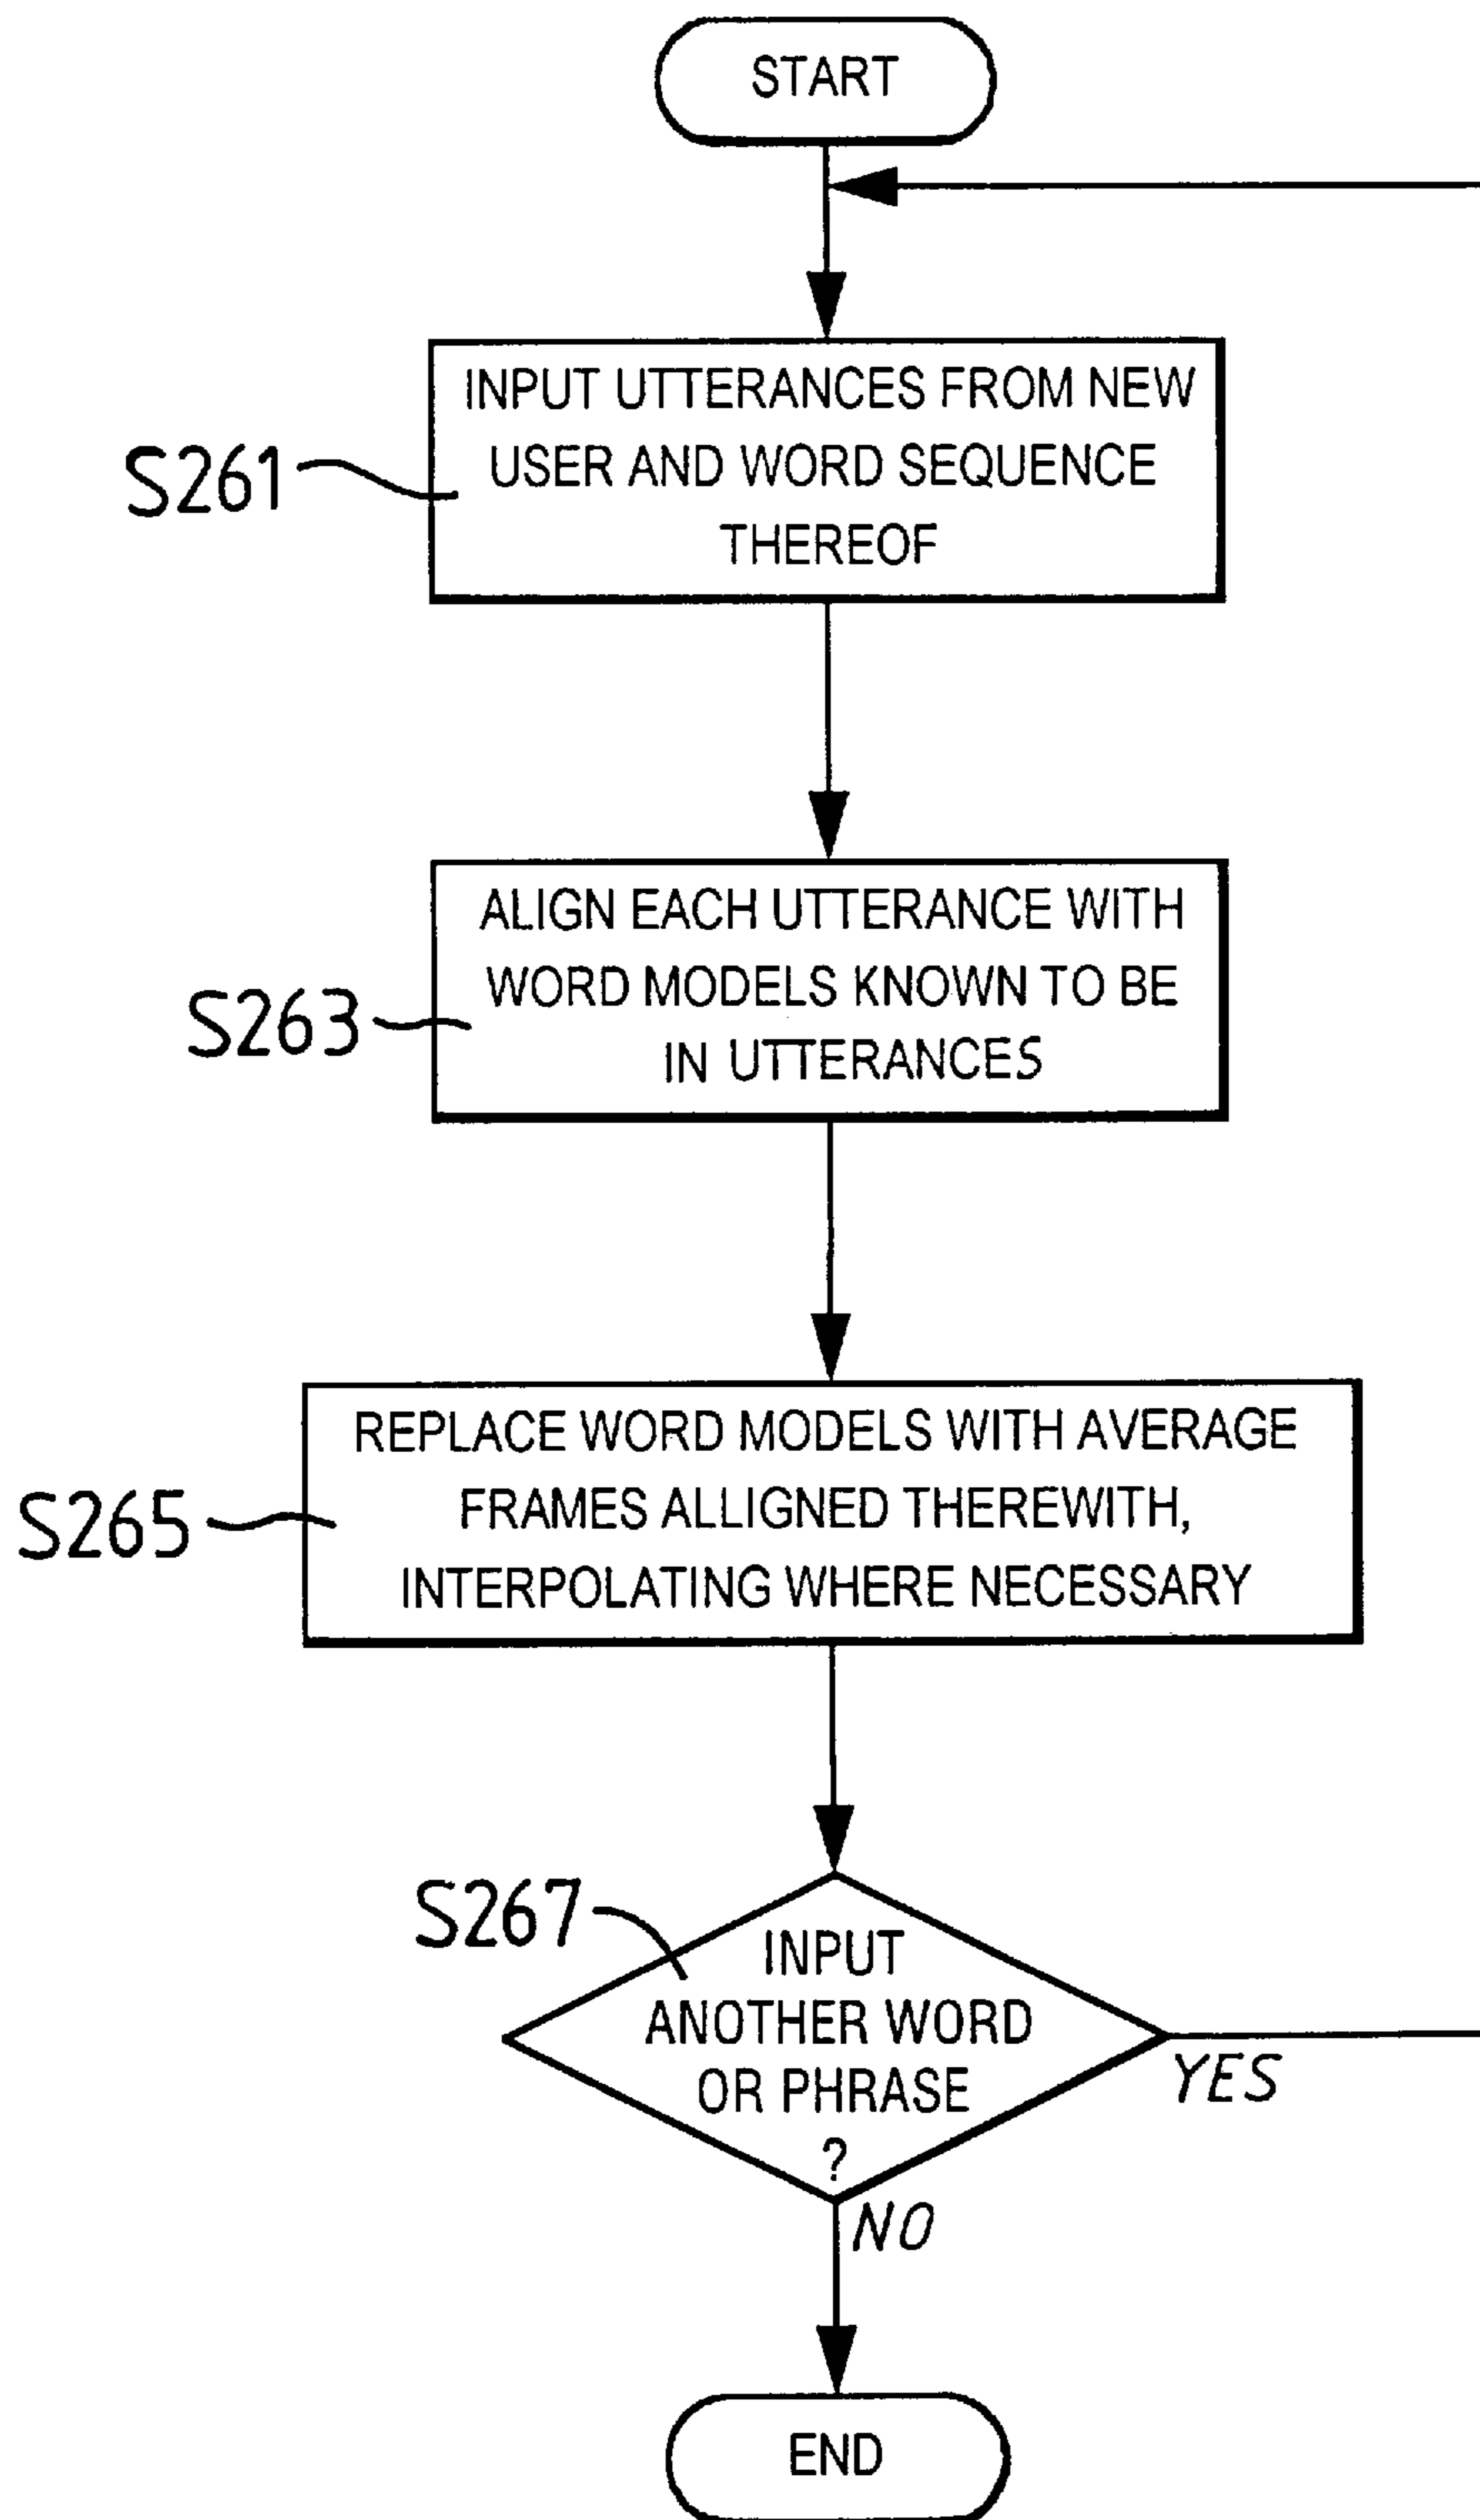 START
INPUT UTTERANCES FROM NEW
USER AND WORD SEQUENCE
THEREOF
S261
ALIGN EACH UTTERANCE WITH
WORD MODELS KNOWN TO BE
IN UTTERANCES
S263
REPLACE WORD MODELS WITH AVERAGE
FRAMES ALLIGNED THEREWITH,
INTERPOLATING WHERE NECESSARY
S265
S267
INPUT
ANOTHER WORD
OR PHRASE
?
YES
NO
END